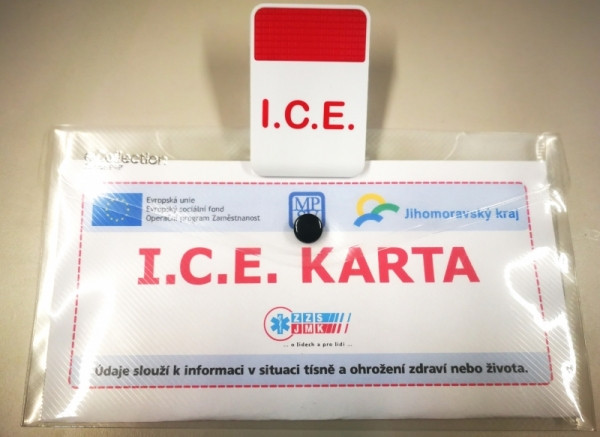 I.C.E.
Evropská unie
Evropský sociální fond
Operační program Zaměstnanost
MP
Jihomoravský kraj
I.C.E. KARTA
ZZS
JMK
... o lidech a pro lidi ...
Údaje slouží k informaci v situaci tísně a ohrožení zdraví nebo života.